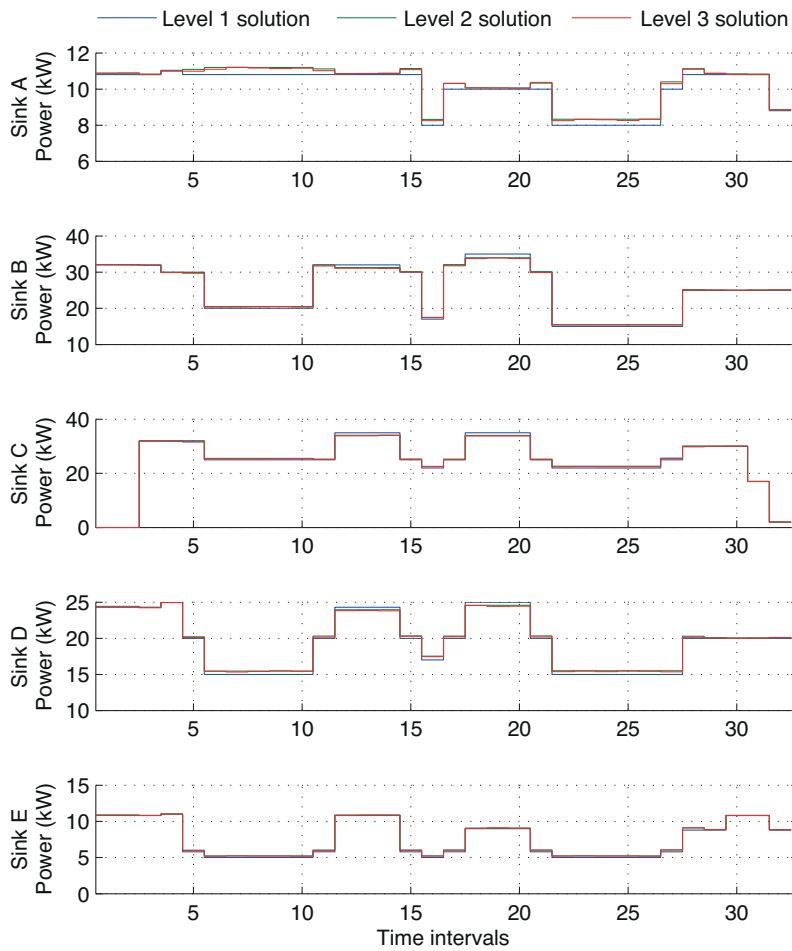 Level 1 solution Level 2 solution Level 3 solution
Sink A
Power (kW)
12
10
8
6
5 10 15 20 25 30
Sink B
Power (kW)
40
30
20
10
5 10 15 20 25 30
Sink C
Power (kW)
40
20
0
5 10 15 20 25 30
Sink D
Power (kW)
25
20
15
10
5 10 15 20 25 30
Sink E
Power (kW)
15
10
5
0
5 10 15 20 25 30
Time intervals